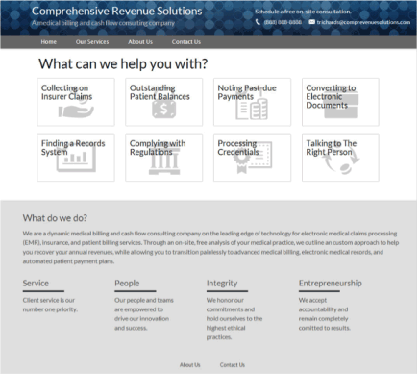 Comprehensive Revenue Solutions
A medical billing and cash flow consulting company
Schedule a free on-site consultation.
(888) 888-8888
Home Our Services About Us Contact Us
What can we help you with?
Collecting on Insurer Claims
Outstanding Patient Balances
Noting Past-due Payments
Converting to Electronic Documents
Finding a Records System
Complying with Regulations
Processing Credentials
Talking to The Right Person
What do we do?
We are a dynamic medical billing and cash flow consulting company on the leading edge of technology for electronic medical claims processing
(EMR), insurance, and patient billing services. Through an on-site, free analysis of your medical practice, we outline an custom approach to help
you recover your annual revenues, while allowing you to transition painlessly to advanced medical billing, electronic medical records, and
automated patient payment plans.
Service
Client service is our
number one priority.
People
Our people and teams
are empowered to
drive our innovation
and success.
Integrity
We honour
commitments and
hold ourselves to the
highest ethical
practices.
Entrepreneurship
We accept
accountability and
remain completely
comitted to results.
About Us Contact Us